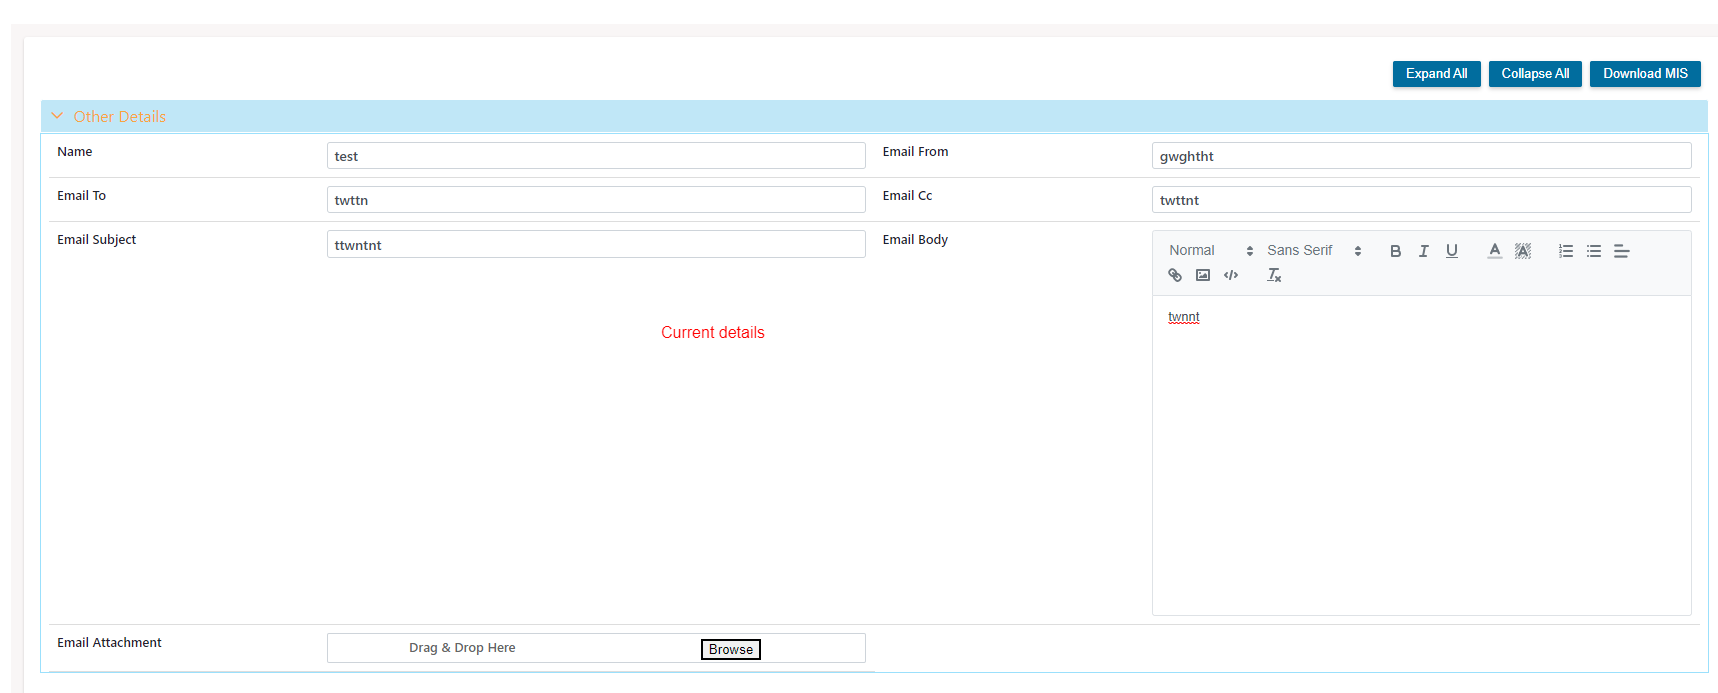 Expand All Collapse All Download MIS
Other Details
Name test Email From gwghtht
Email To twttn Email Cc twttnt
Email Subject ttwntnt Email Body
Normal Sans Serif B I U A A
twnnt
Current details
Email Attachment Drag & Drop Here Browse